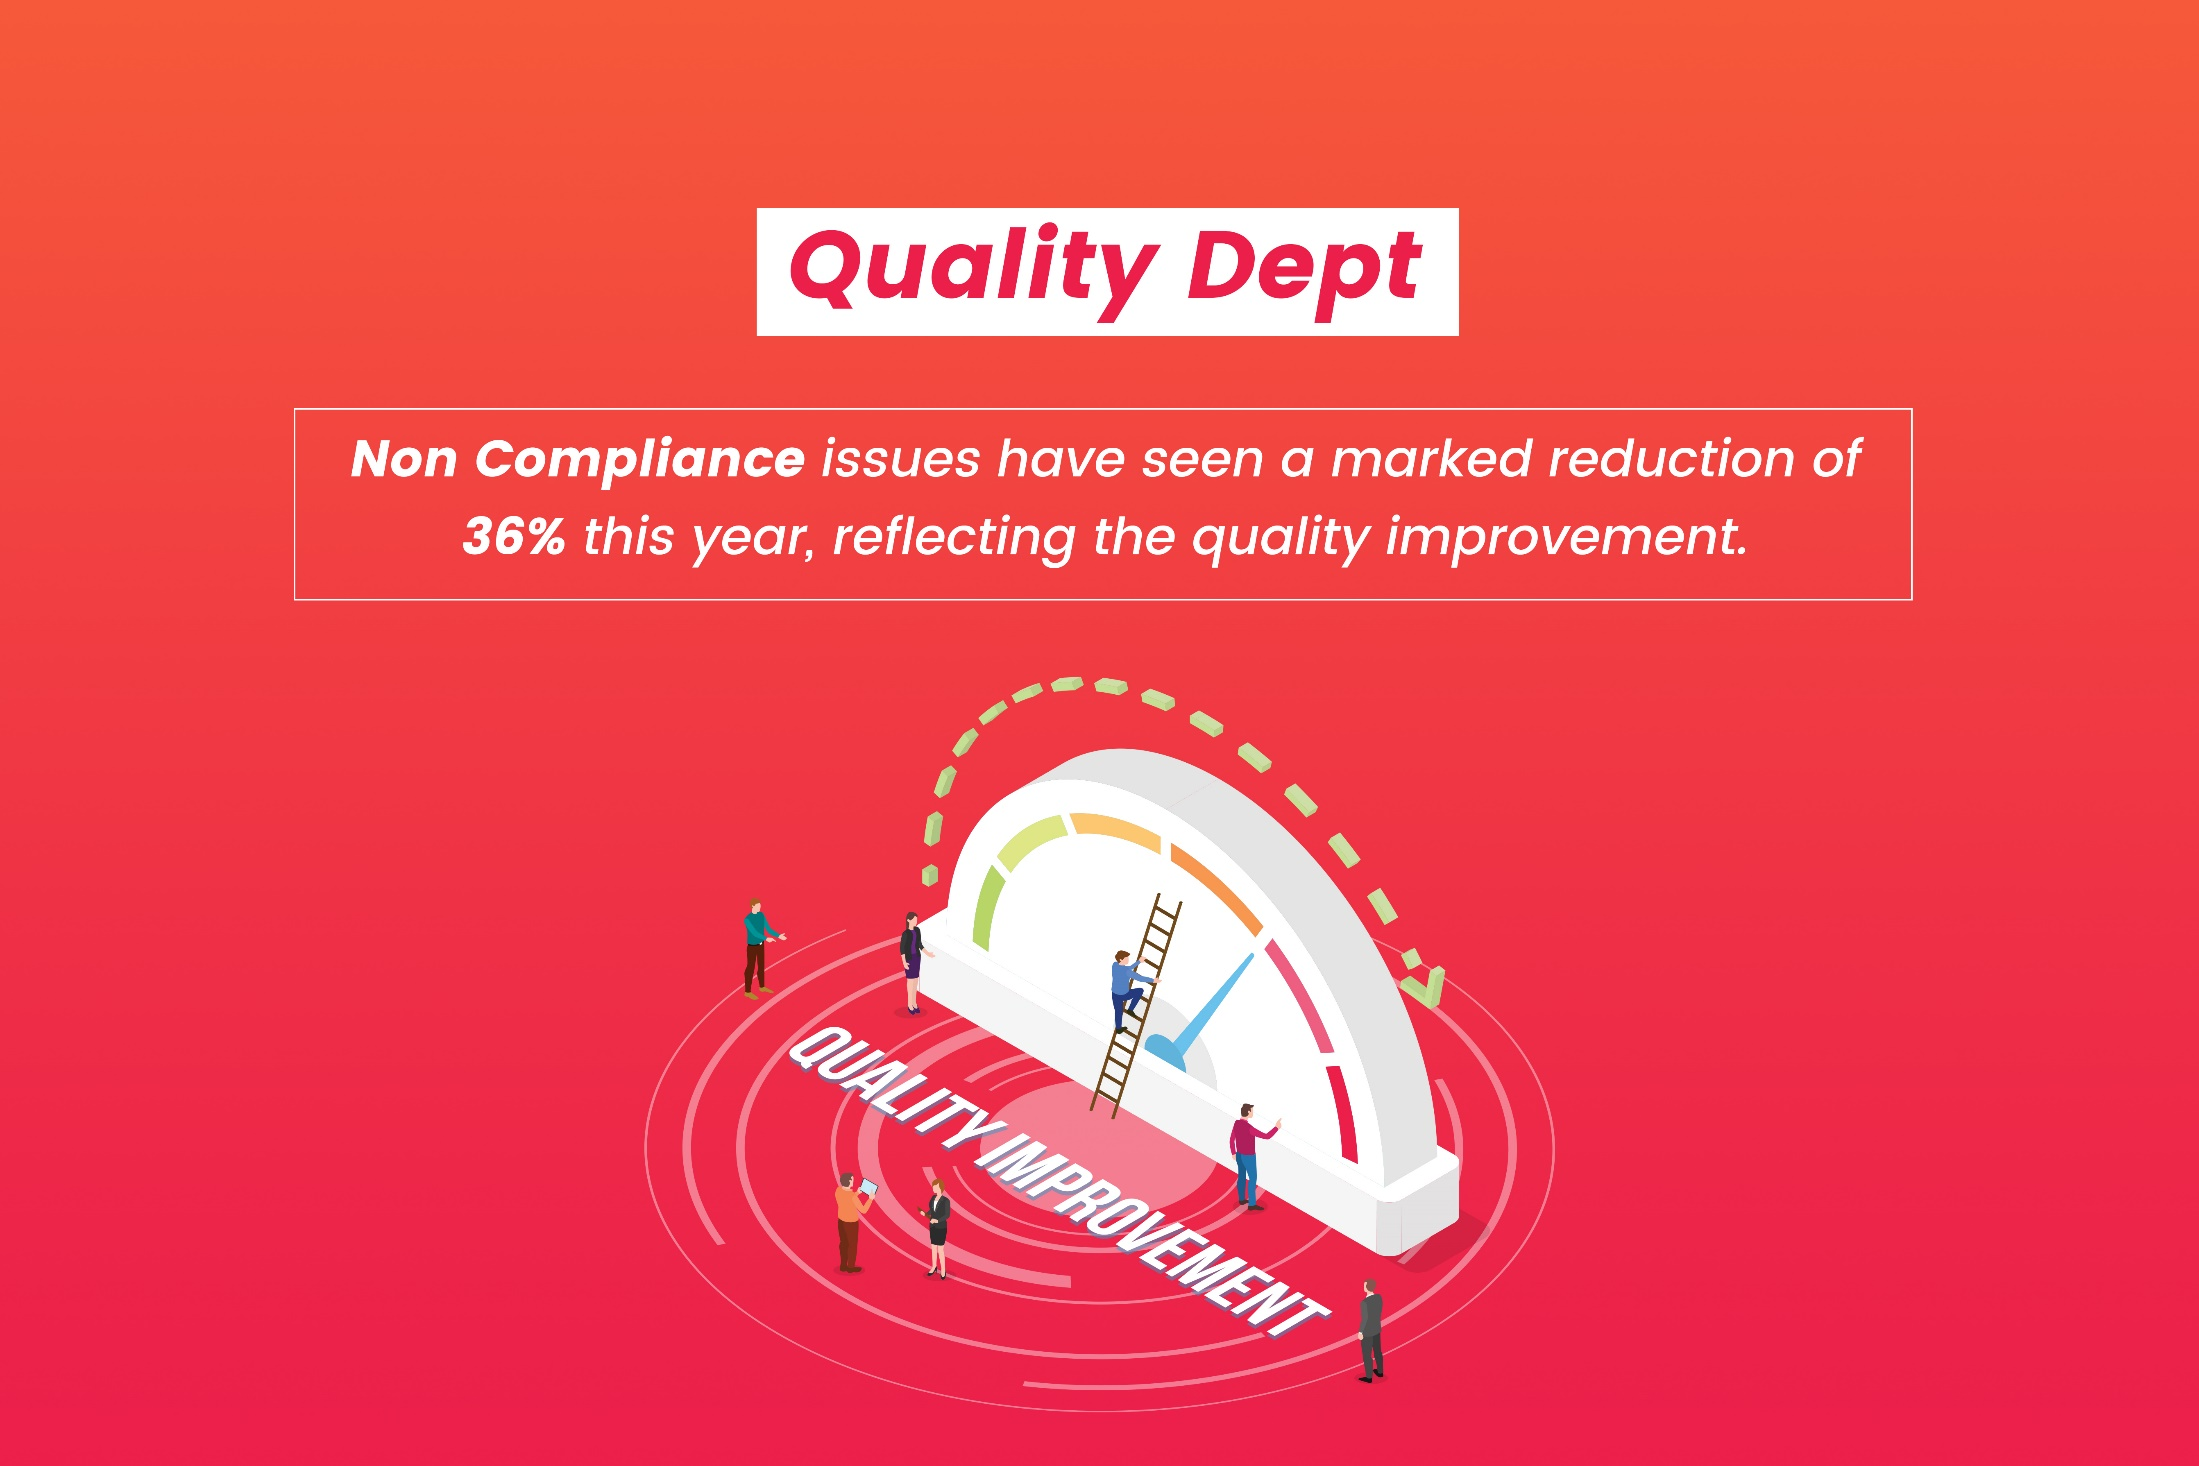 Quality Dept
Non Compliance issues have seen a marked reduction of
36% this year, reflecting the quality improvement.
QUALITY IMPROVEMENT